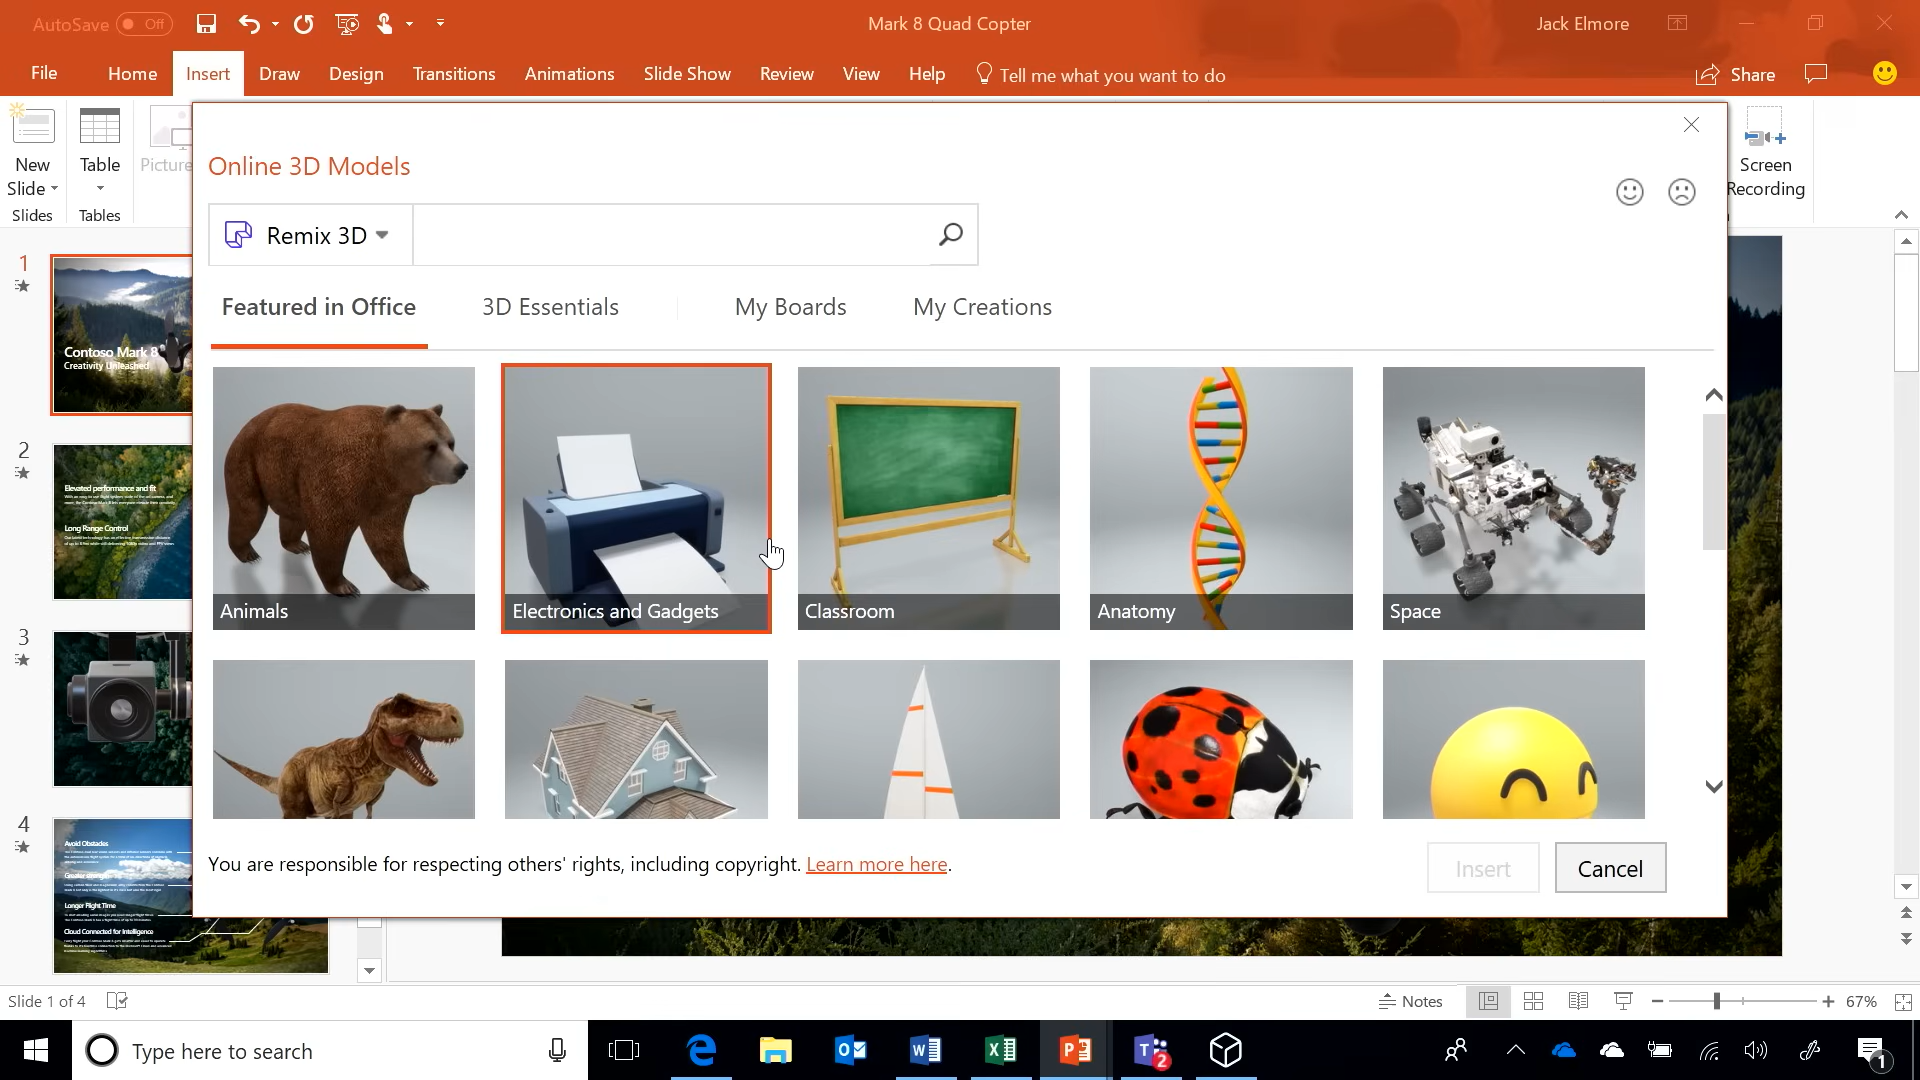 AutoSave Off
Mark 8 Quad Copter
Jack Elmore
File Home Insert Draw Design Transitions Animations Slide Show Review View Help Tell me what you want to do
Share
New Slide
Table
Picture
Screen Recording
Slides
Tables
Online 3D Models
Remix 3D
Featured in Office
3D Essentials
My Boards
My Creations
Animals
Electronics and Gadgets
Classroom
Anatomy
Space
You are responsible for respecting others' rights, including copyright. Learn more here.
Insert
Cancel
1
Contoso Mark 8
Creativity Unleashed
2
Elevated performance and fit
Long Range Control
3
4
Avoid Obstacles
Longer Flight Time
Cloud Connected for Intelligence
Slide 1 of 4
Notes
67%
Type here to search
2
1